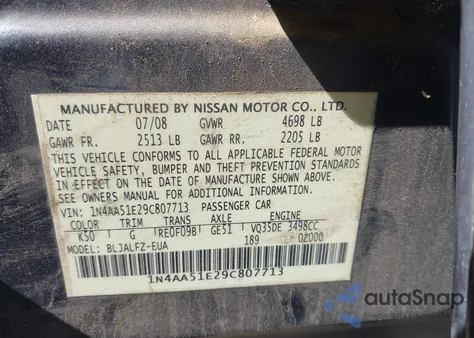 MANUFACTURED BY NISSAN MOTOR CO., LTD.
DATE 07/08 GVWR 4698 LB
GAWR FR. 2513 LB GAWR RR. 2205 LB
THIS VEHICLE CONFORMS TO ALL APPLICABLE FEDERAL MOTOR
VEHICLE SAFETY, BUMPER AND THEFT PREVENTION STANDARDS
IN EFFECT ON THE DATE OF MANUFACTURE SHOWN ABOVE.
SEE OWNERS MANUAL FOR ADDITIONAL INFORMATION.
VIN: 1N4AA51E29C807713 PASSENGER CAR
COLOR TRIM TRANS AXLE ENGINE
K50 G RE0F09B GE51 VQ35DE 3498CC
MODEL: BLJALFZ-EUA 189 02000
1N4AA51E29C807713
autoSnap